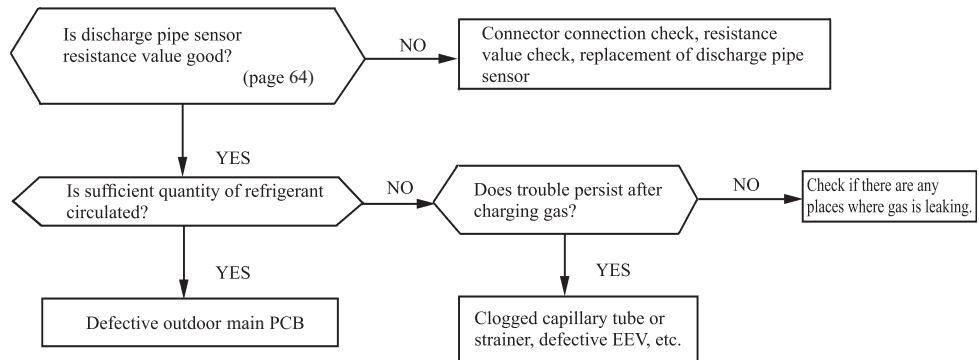 Is discharge pipe sensor
resistance value good?
(page 64)
NO
Connector connection check, resistance
value check, replacement of discharge pipe
sensor
YES
Is sufficient quantity of refrigerant
circulated?
NO
Does trouble persist after
charging gas?
NO
Check if there are any
places where gas is leaking.
YES
YES
Defective outdoor main PCB
Clogged capillary tube or
strainer, defective EEV, etc.